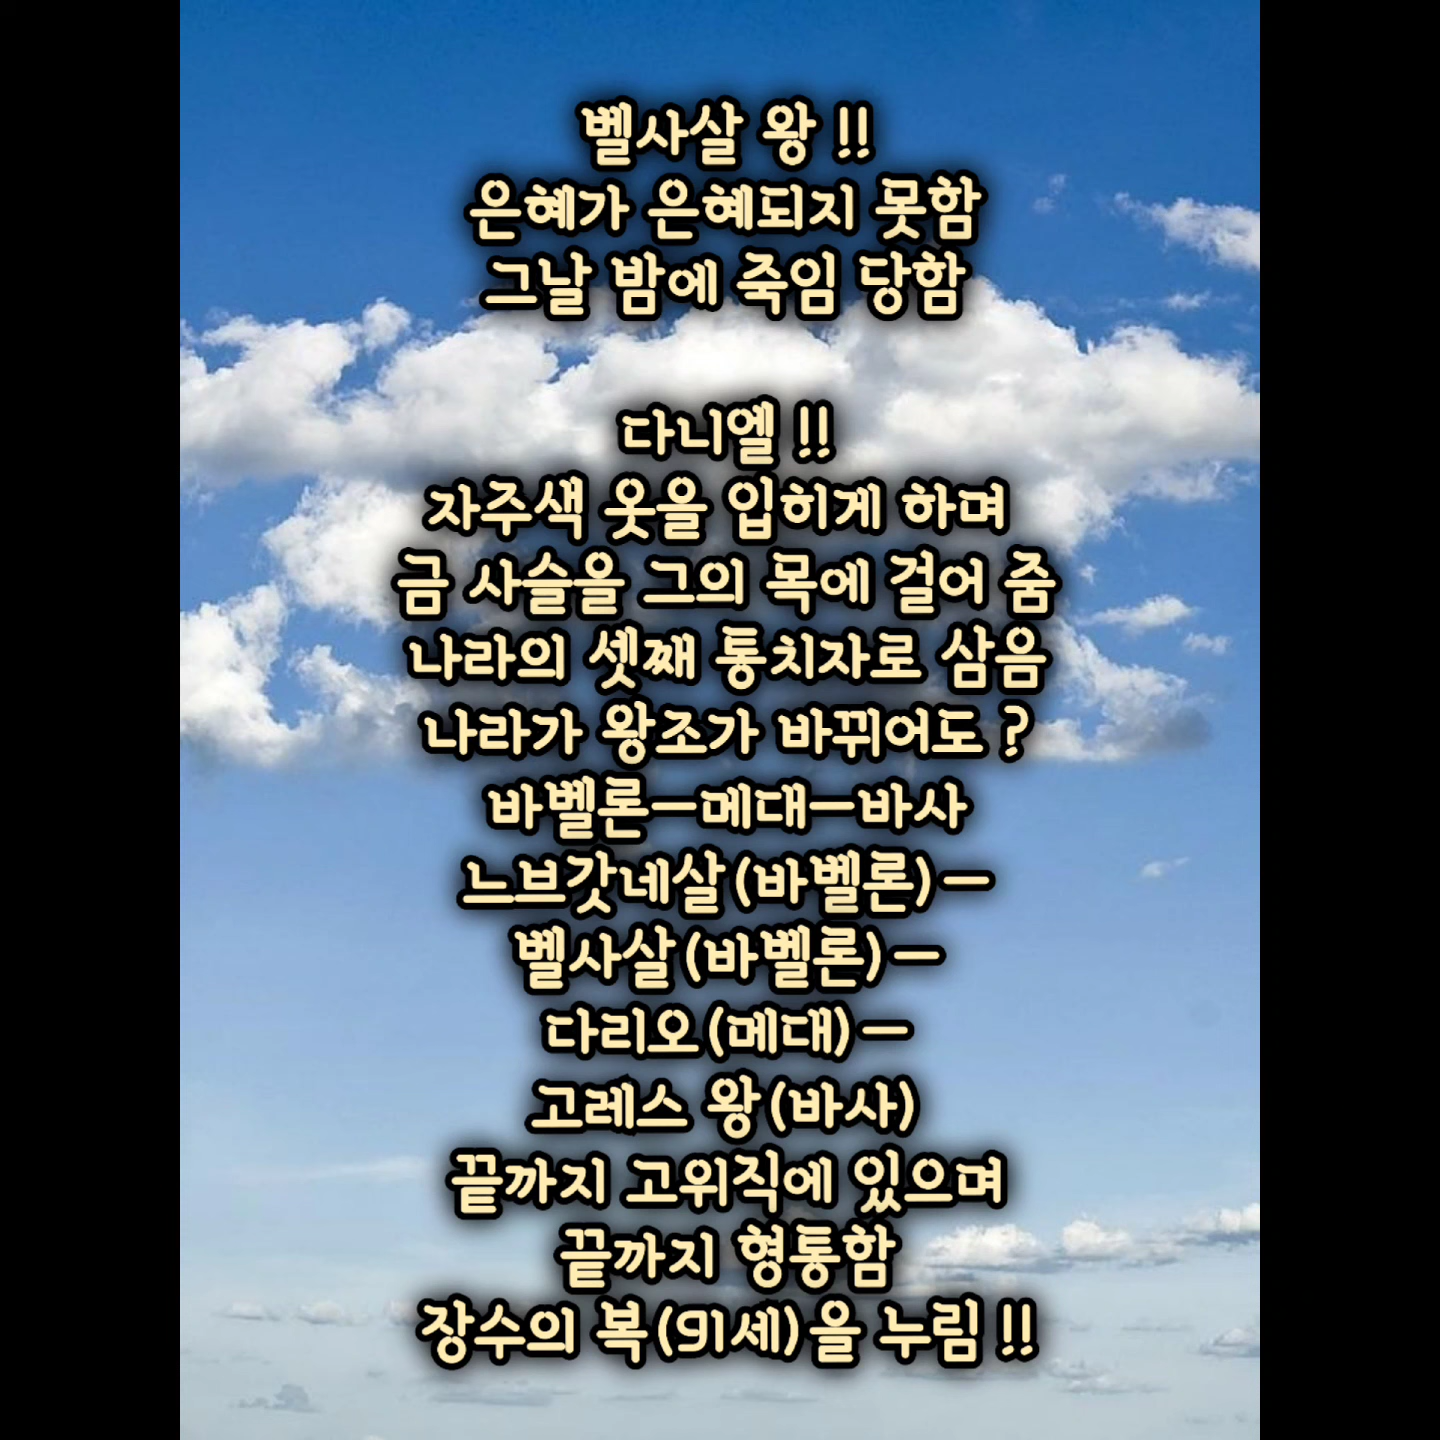 벨사살 왕 !!
은혜가 은혜되지 못함
그날 밤에 죽임 당함
다니엘 !!
자주색 옷을 입히게 하며
금 사슬을 그의 목에 걸어 줌
나라의 셋째 통치자로 삼음
나라가 왕조가 바뀌어도 ?
바벨론-메대-바사
느브갓네살(바벨론)-
벨사살(바벨론)-
다리오(메대)-
고레스 왕(바사)
끝까지 고위직에 있으며
끝까지 형통함
장수의 복(91세)을 누림 !!